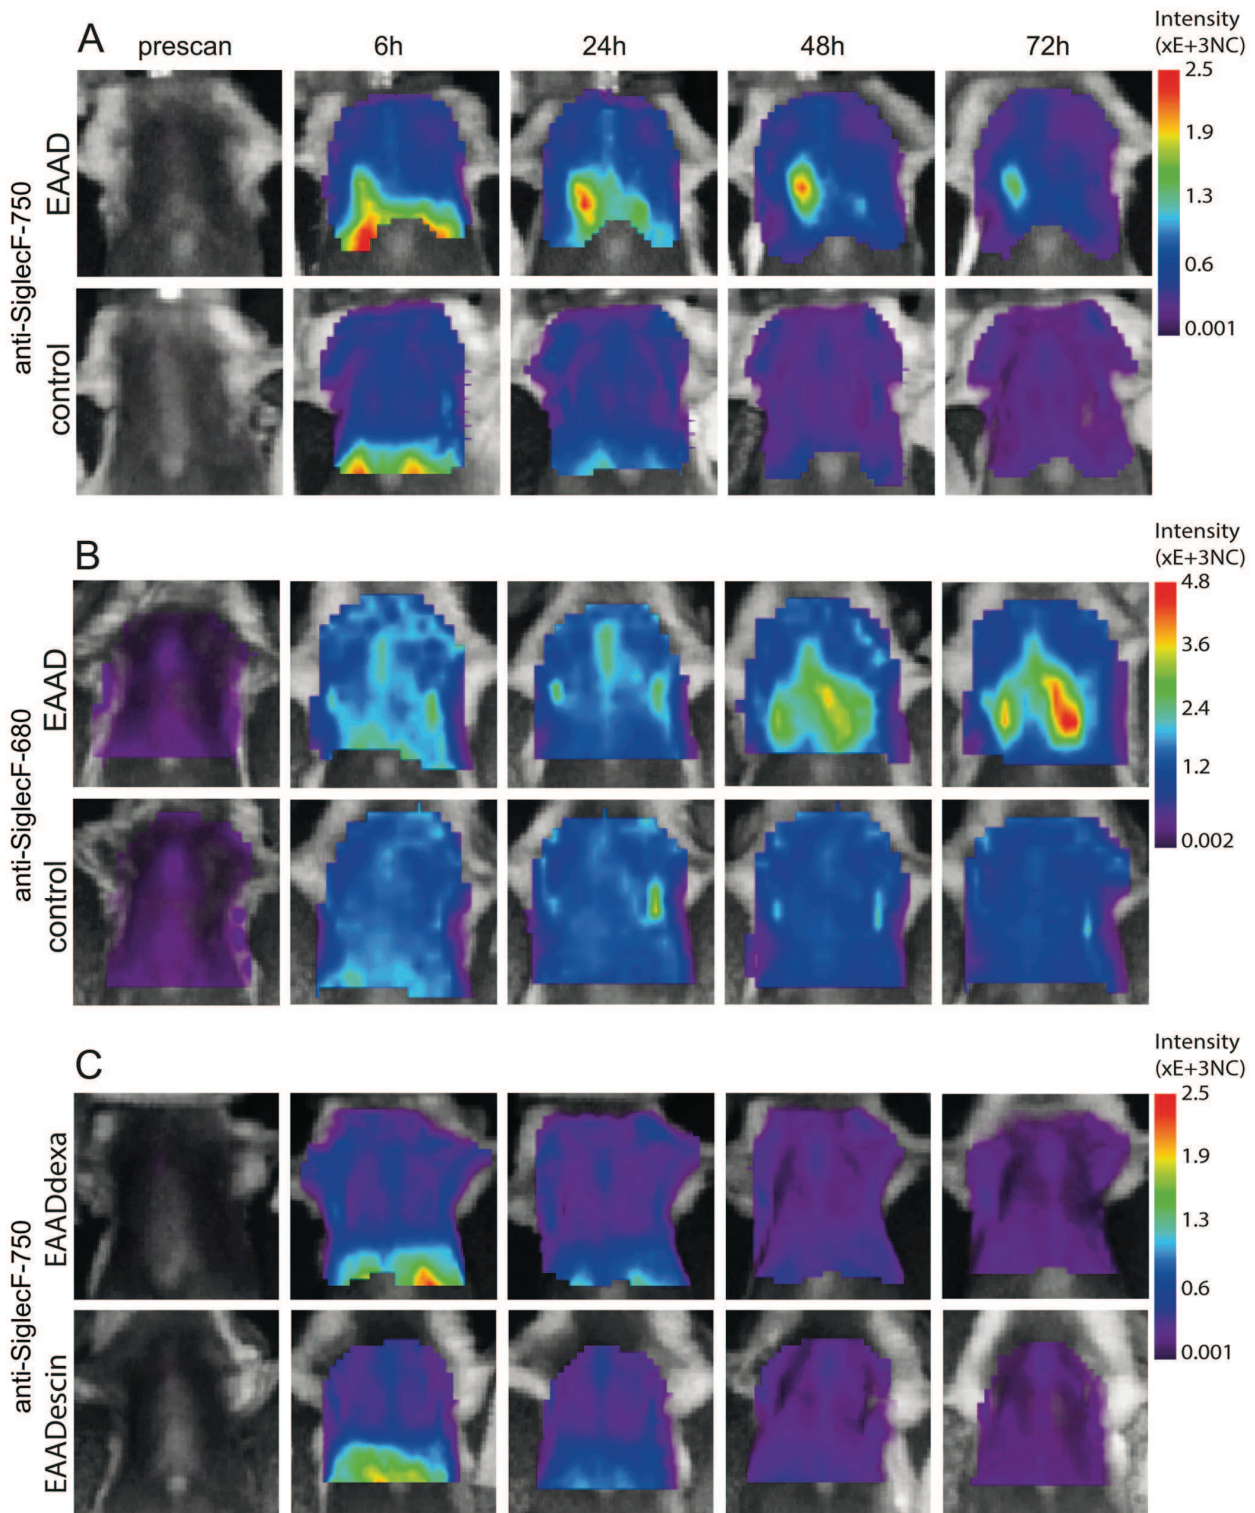 A
prescan
6h
24h
48h
72h
Intensity
(xE+3NC)
anti-SiglecF-750
EAAD
control
2.5
1.9
1.3
0.6
0.001
B
Intensity
(xE+3NC)
anti-SiglecF-680
EAAD
control
4.8
3.6
2.4
1.2
0.002
C
Intensity
(xE+3NC)
anti-SiglecF-750
EAADdexa
EAADescin
2.5
1.9
1.3
0.6
0.001